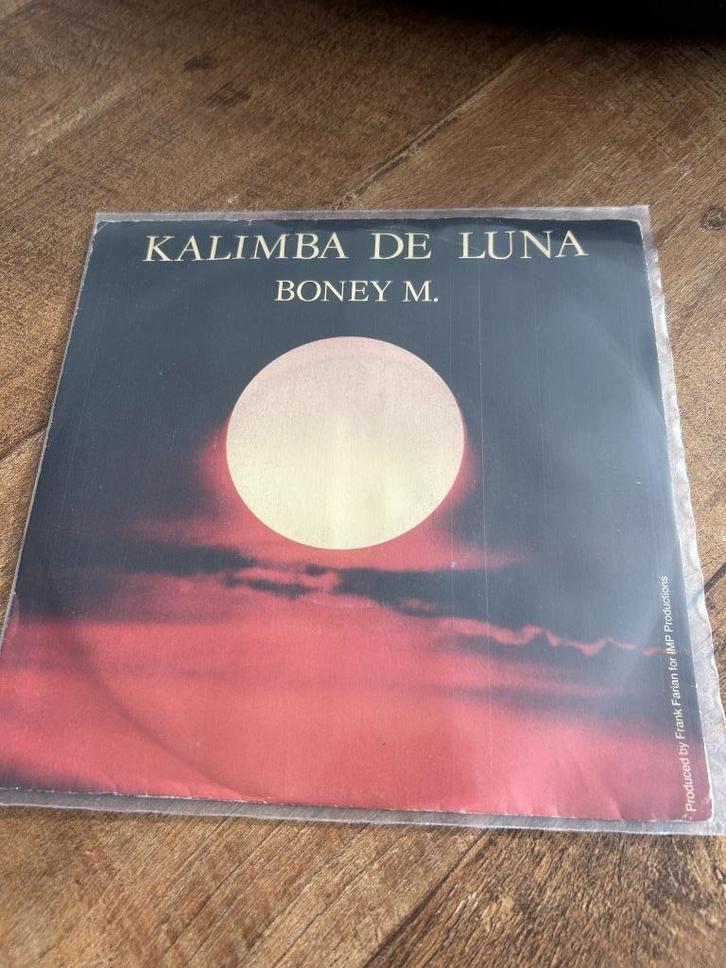 KALIMBA DE LUNA
BONEY M.
Produced by Frank Farian for IMP Productions